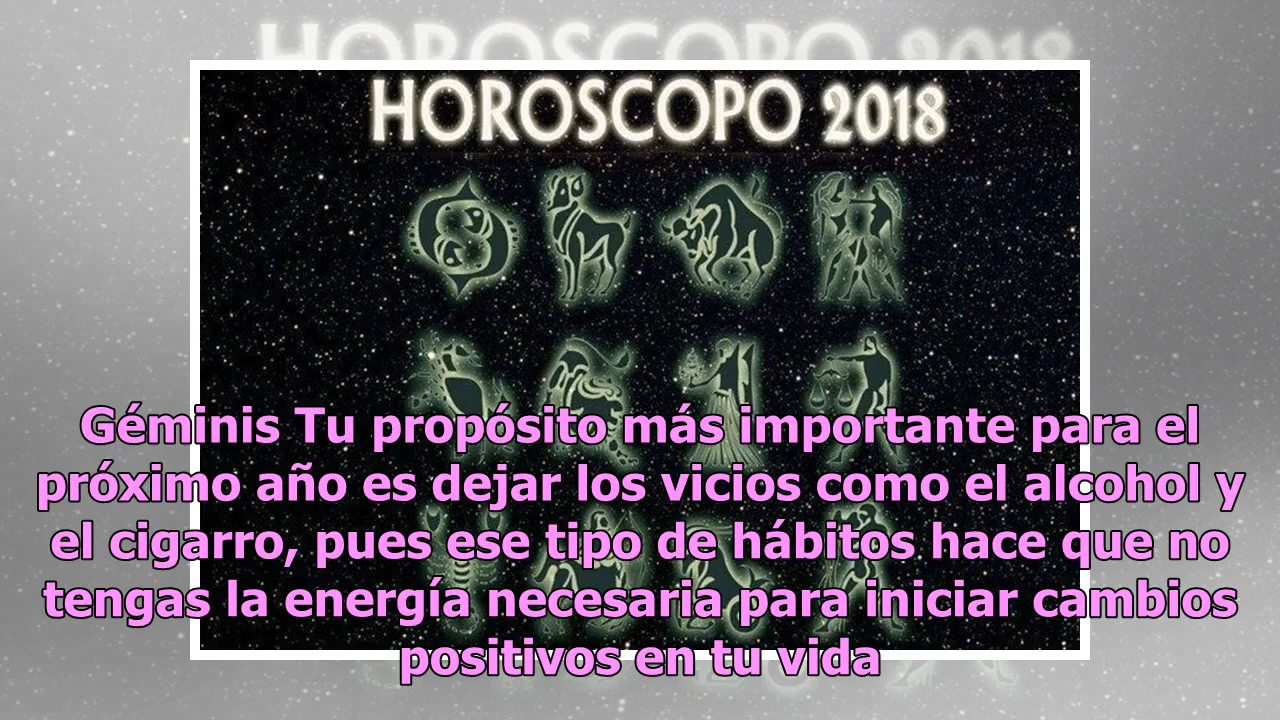 HOROSCOPO 2018
HOROSCOPO 2018
Géminis Tu propósito más importante para el
próximo año es dejar los vicios como el alcohol y
el cigarro, pues ese tipo de hábitos hace que no
tengas la energía necesaria para iniciar cambios
positivos en tu vida